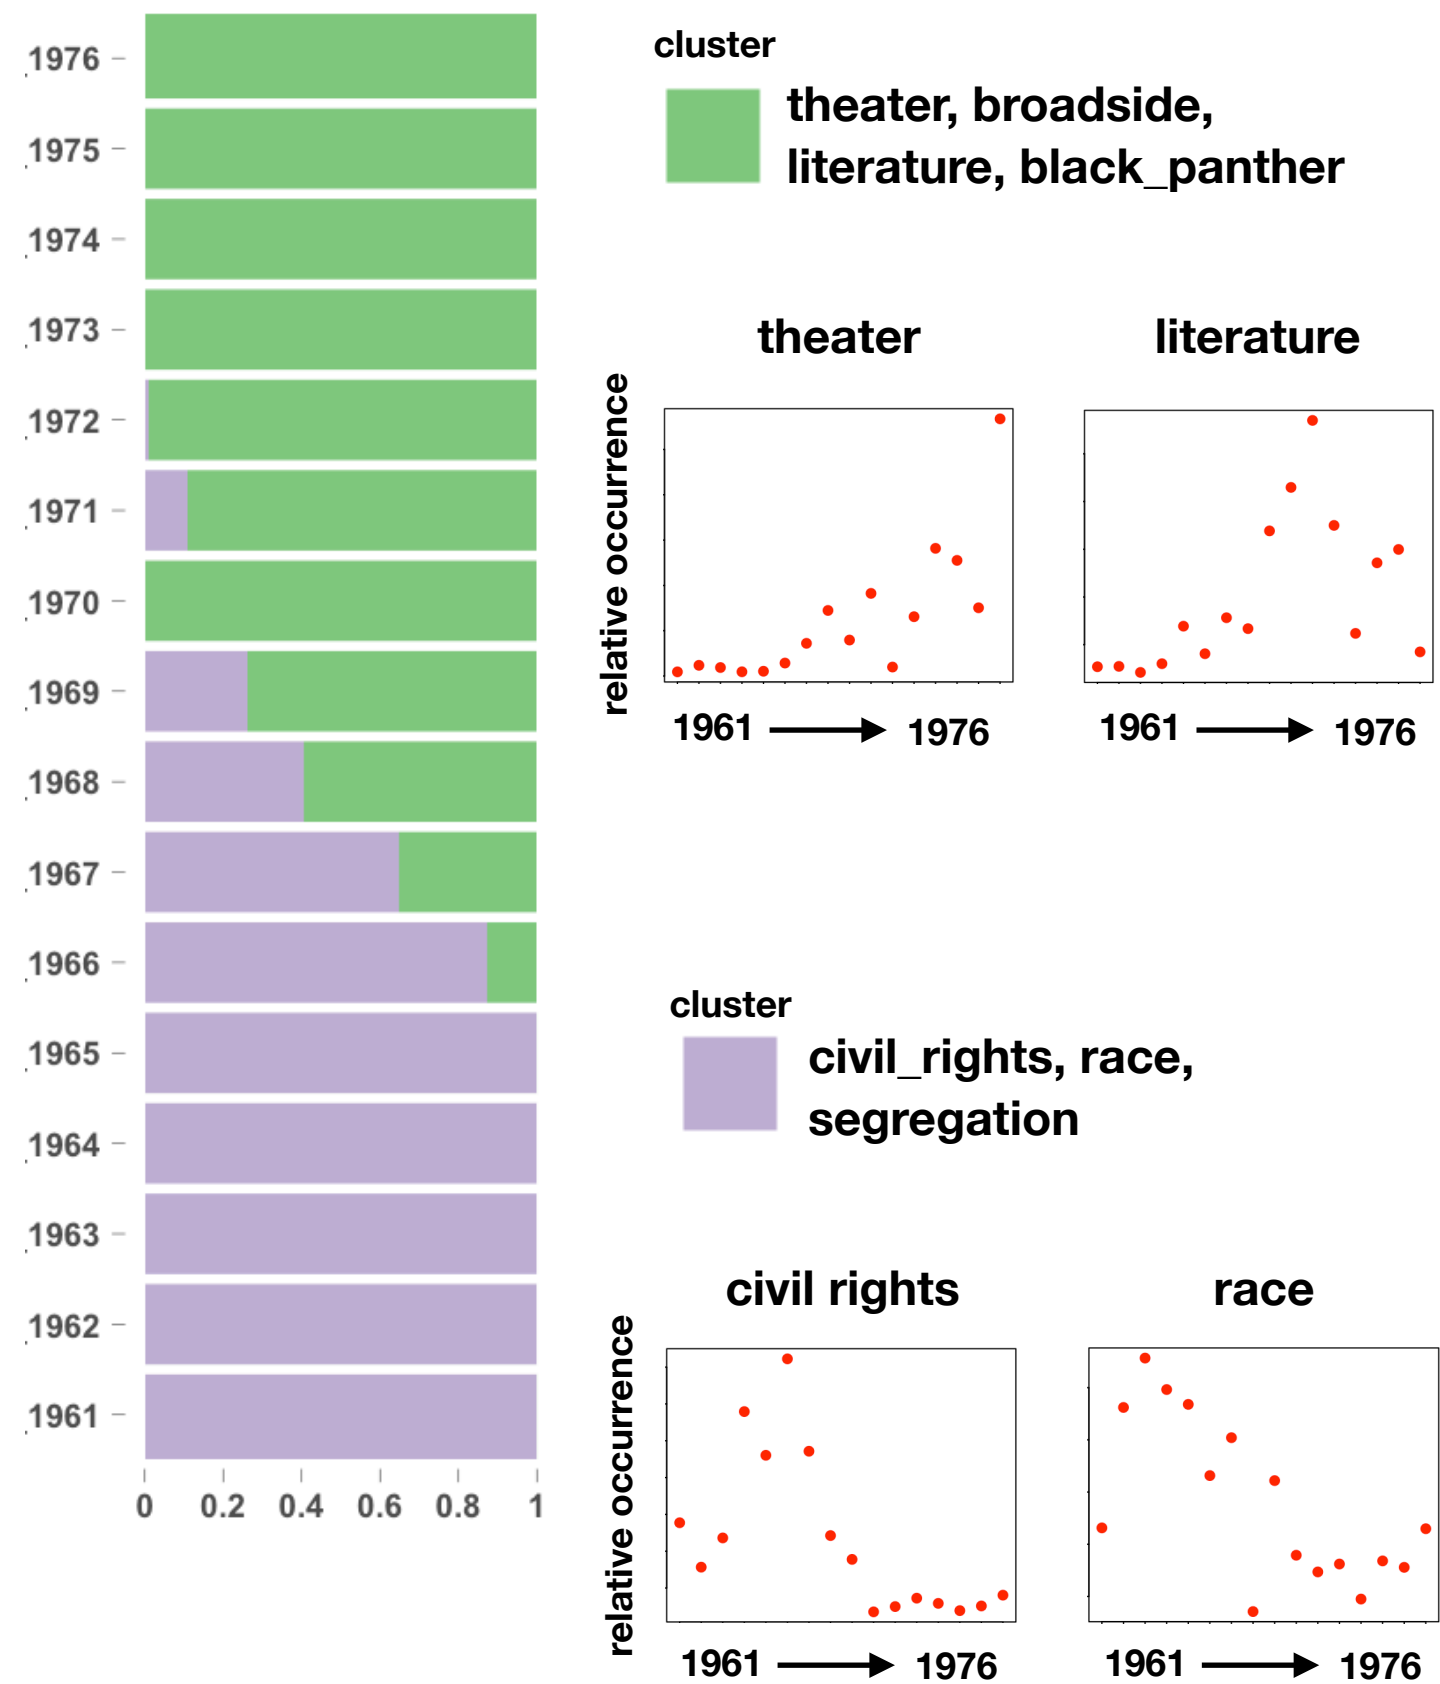 1976
1975
1974
1973
1972
1971
1970
1969
1968
1967
1966
1965
1964
1963
1962
1961
0 0.2 0.4 0.6 0.8 1
cluster
theater, broadside,
literature, black_panther
theater
literature
relative occurrence
1961 1976
1961 1976
cluster
civil_rights, race,
segregation
civil rights
race
relative occurrence
1961 1976
1961 1976